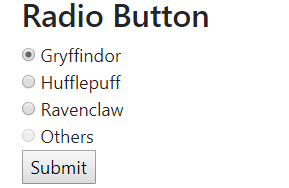 Radio Button
Gryffindor
Hufflepuff
Ravenclaw
Others
Submit